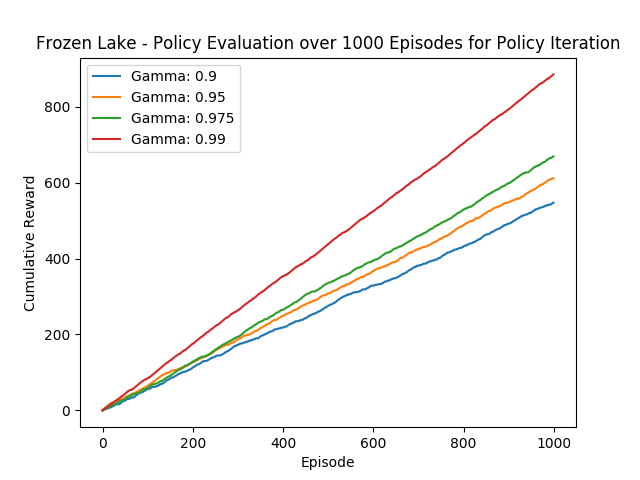 Frozen Lake - Policy Evaluation over 1000 Episodes for Policy Iteration
Gamma: 0.9
Gamma: 0.95
Gamma: 0.975
Gamma: 0.99
Cumulative Reward
800
600
400
200
0
0 200 400 600 800 1000
Episode